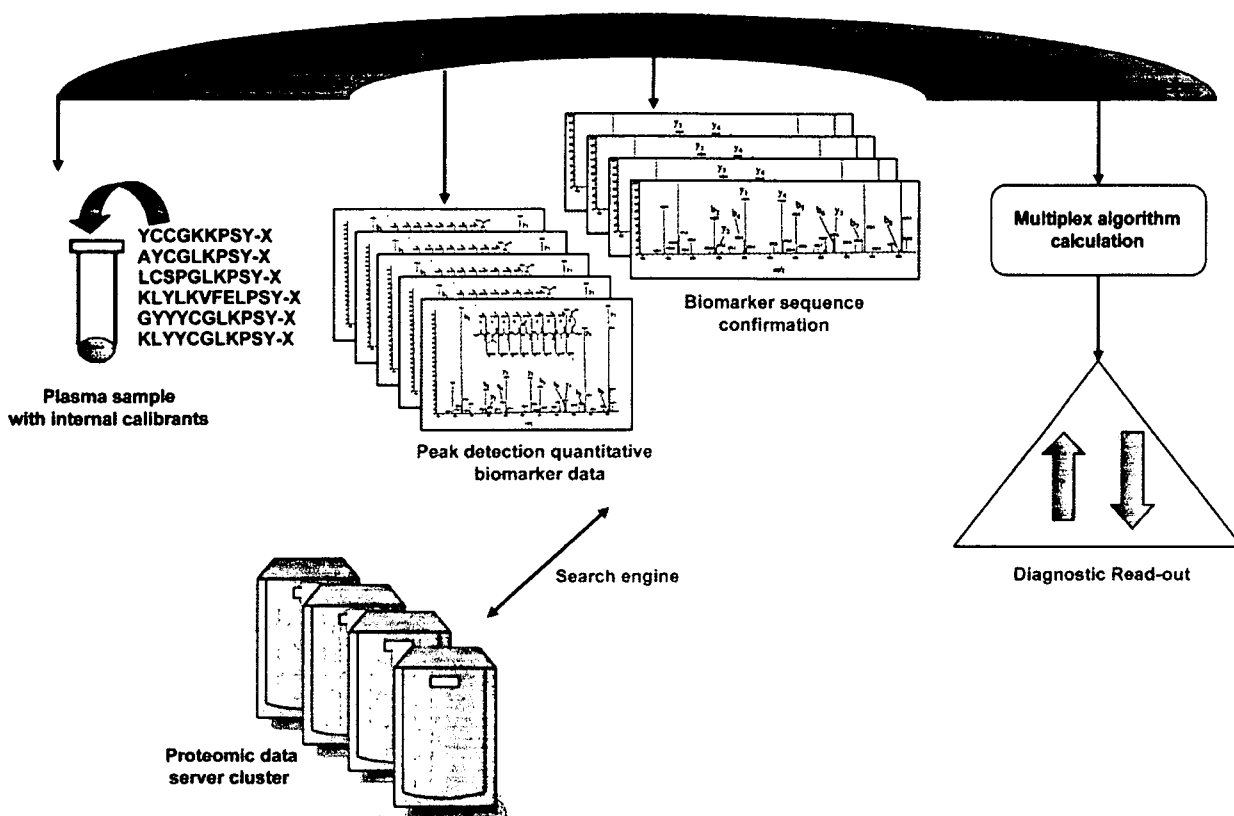 YCCGKKPSY-X
AYCGLKPSY-X
LCSPGLKPSY-X
KLYLKVFELPSY-X
GYYYCGLKPSY-X
KLYYCGLKPSY-X
Plasma sample
with internal calibrants
Peak detection quantitative
biomarker data
Biomarker sequence
confirmation
Multiplex algorithm
calculation
Diagnostic Read-out
Search engine
Proteomic data
server cluster